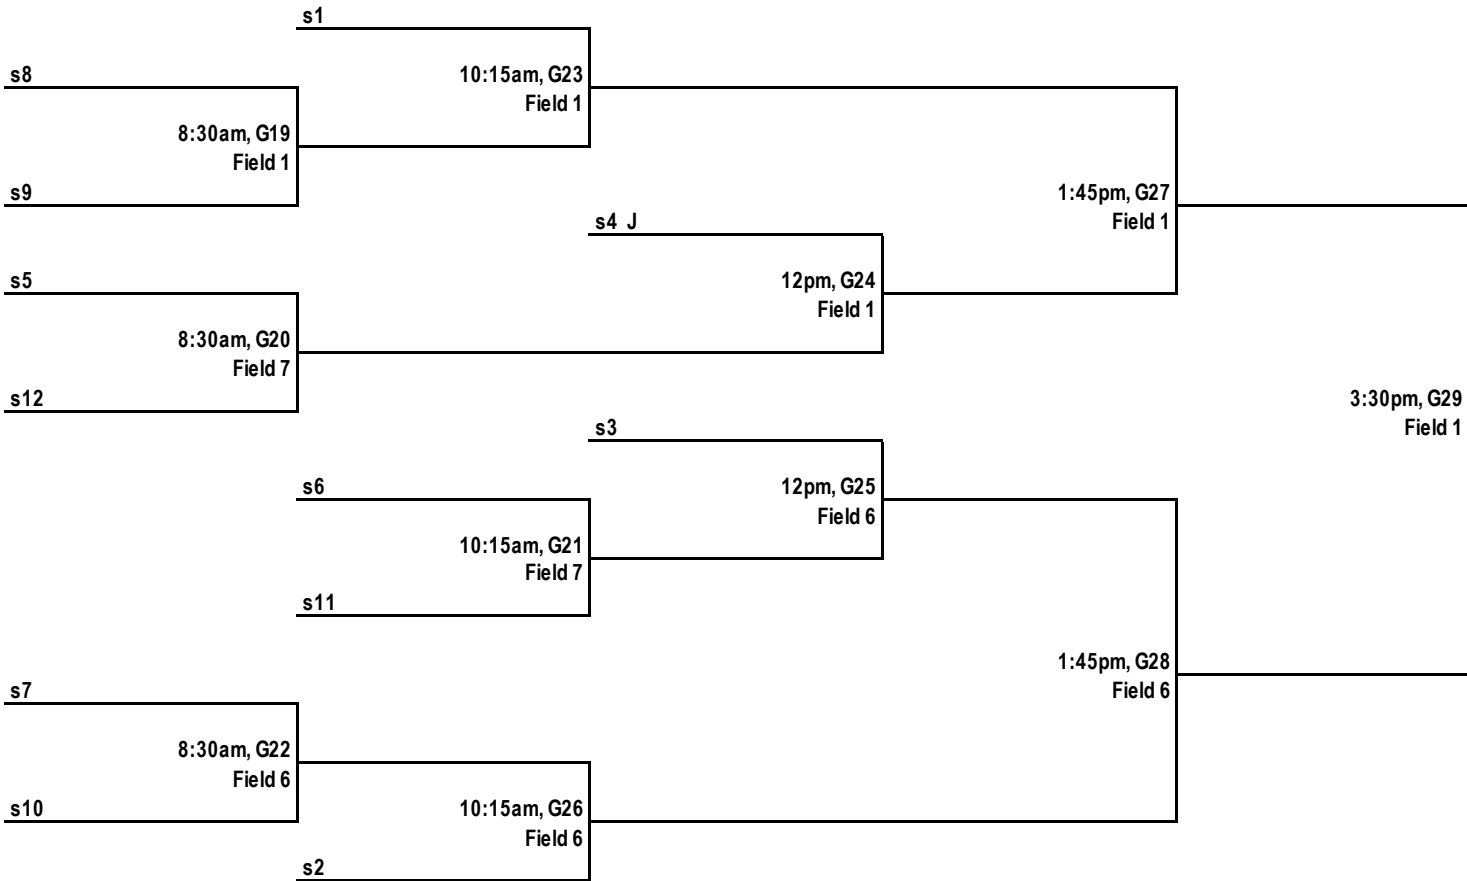 s1
s8
10:15am, G23
Field 1
8:30am, G19
Field 1
s9
1:45pm, G27
Field 1
s4 J
s5
12pm, G24
Field 1
8:30am, G20
Field 7
s12
3:30pm, G29
Field 1
s3
s6
12pm, G25
Field 6
10:15am, G21
Field 7
s11
1:45pm, G28
Field 6
s7
8:30am, G22
Field 6
s10
10:15am, G26
Field 6
s2